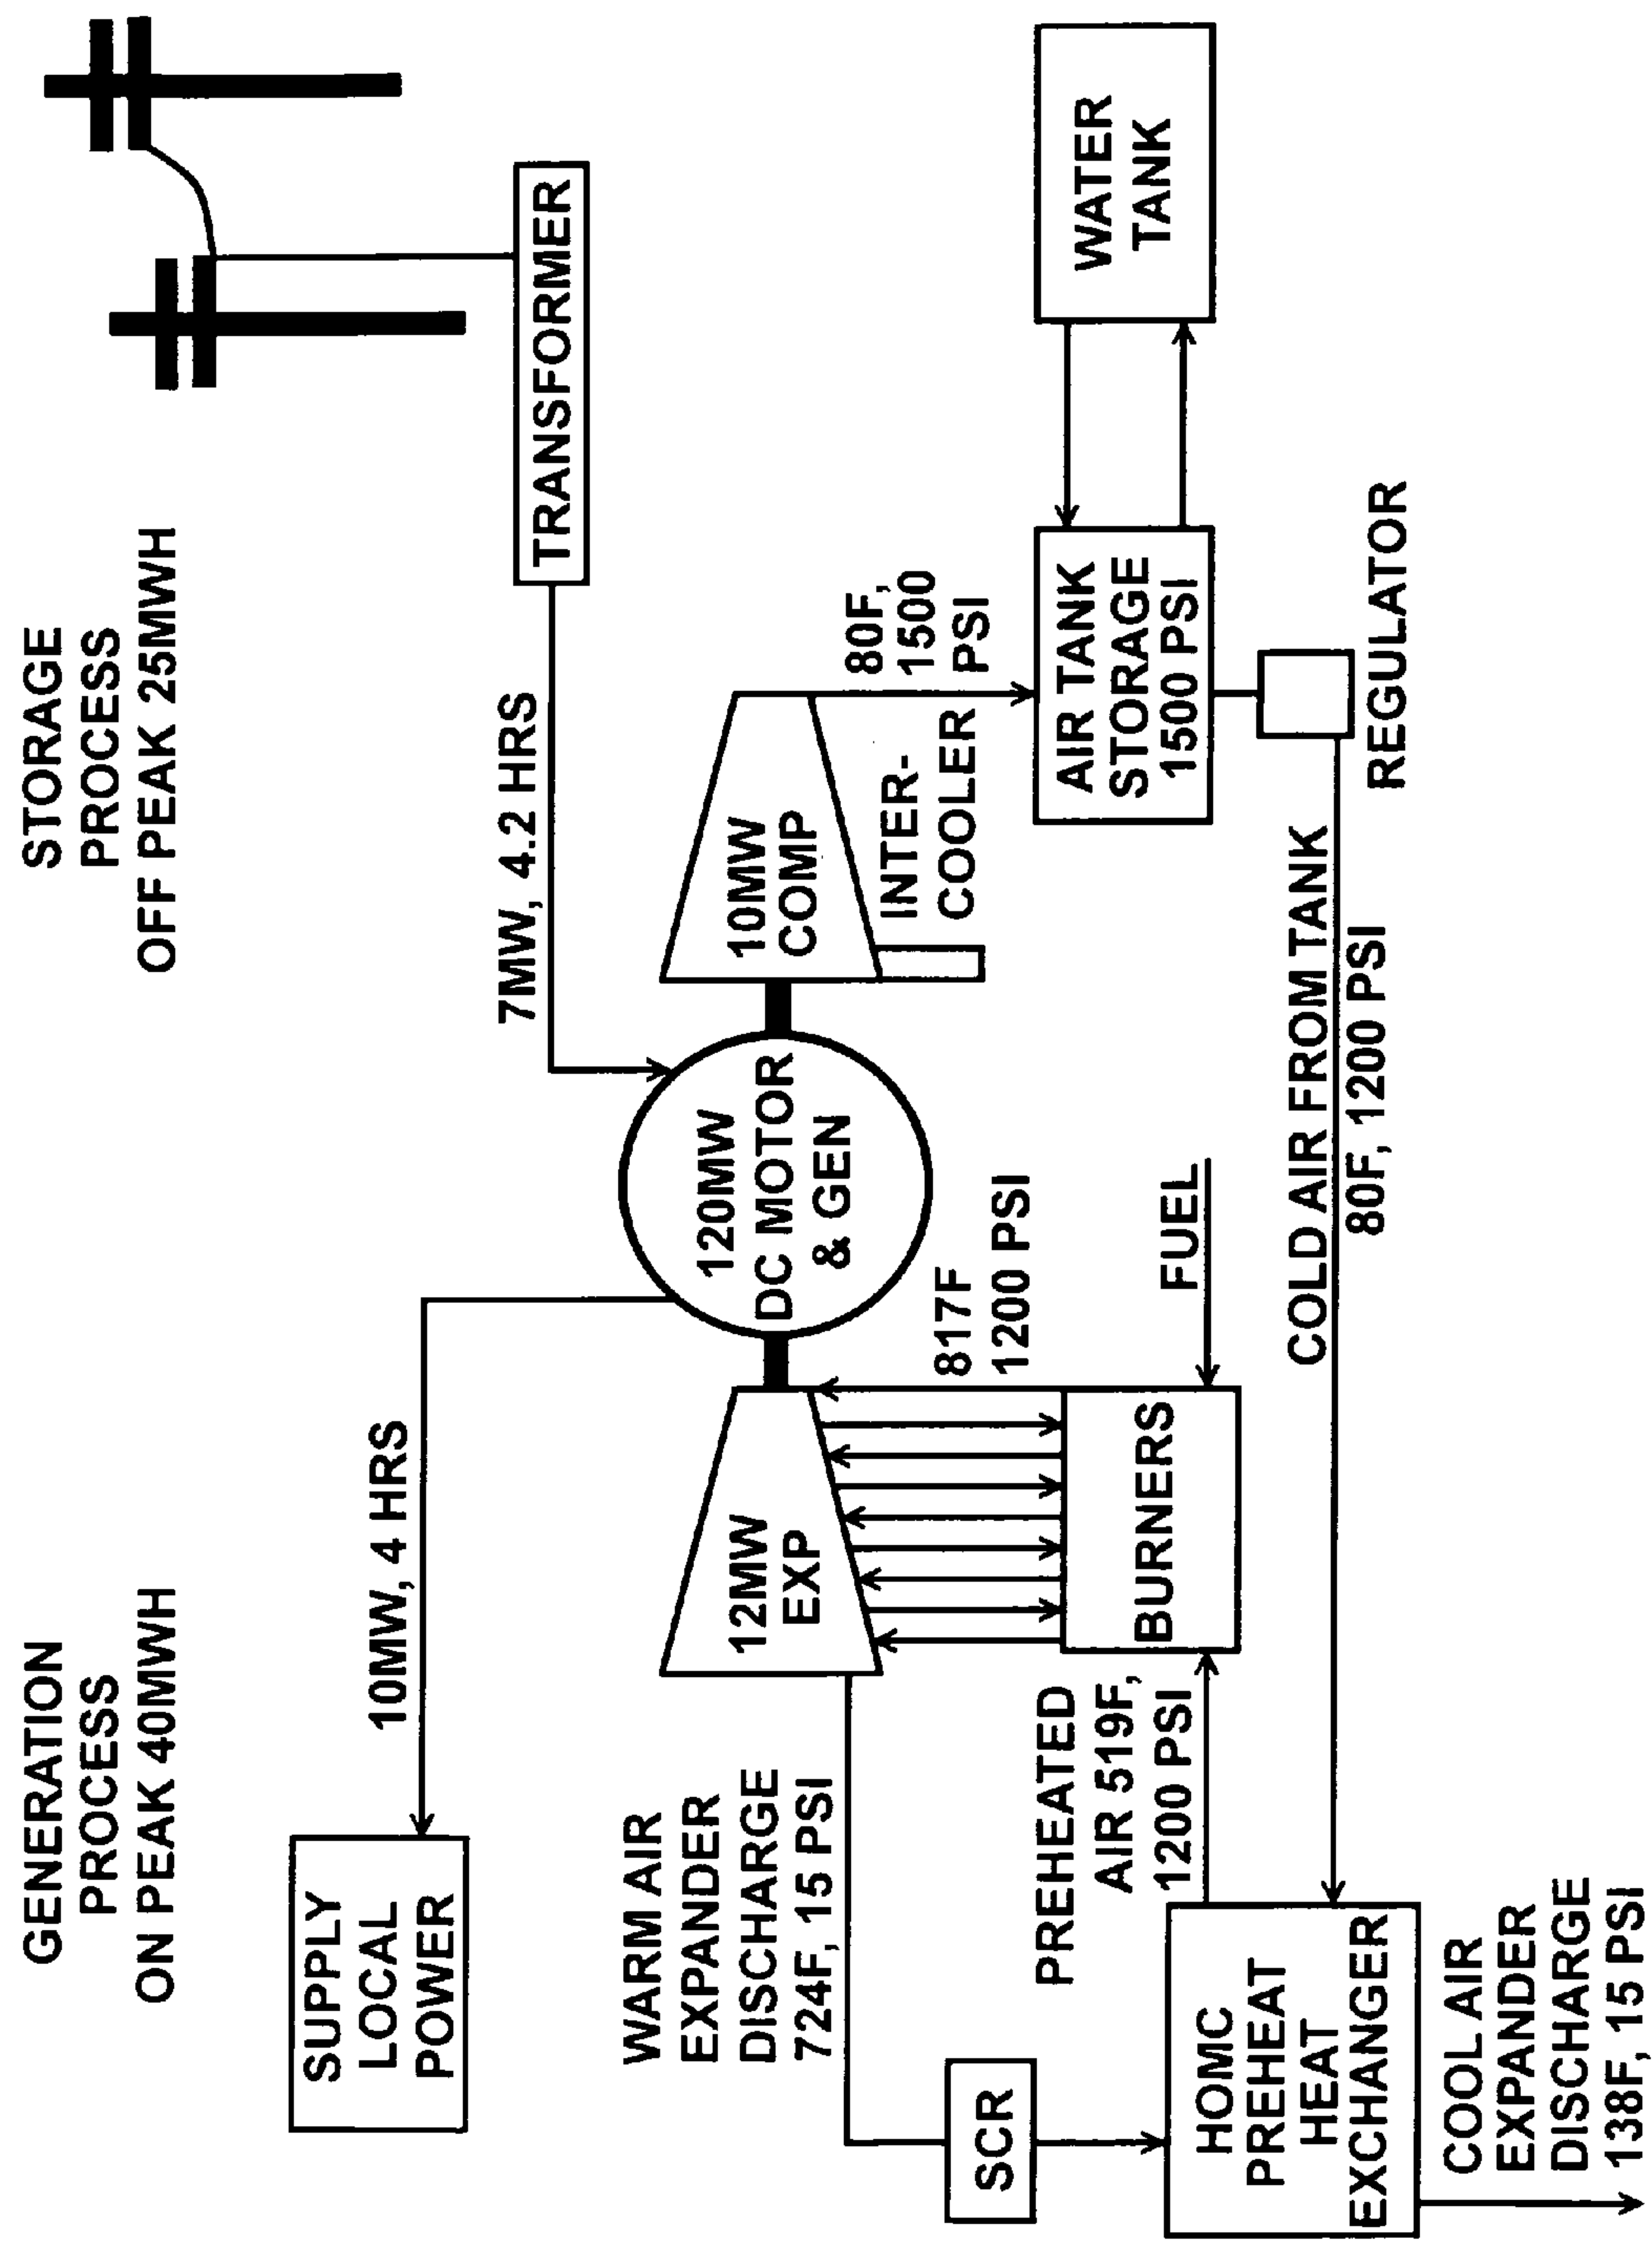 GENERATION
PROCESS
ON PEAK 40MWH
STORAGE
PROCESS
OFF PEAK 25MWH
SUPPLY
LOCAL
POWER
10MW, 4 HRS
7MW, 4.2 HRS
TRANSFORMER
WARM AIR
EXPANDER
DISCHARGE
724F, 15 PSI
12MW
EXP
120MW
DC MOTOR
& GEN
10MW
COMP
INTER-
COOLER
80F,
1500
PSI
817F
1200 PSI
SCR
PREHEATED
AIR 519F,
1200 PSI
BURNERS
FUEL
AIR TANK
STORAGE
1500 PSI
WATER
TANK
HOMC
PREHEAT
HEAT
EXCHANGER
COLD AIR FROM TANK
80F, 1200 PSI
REGULATOR
COOL AIR
EXPANDER
DISCHARGE
138F, 15 PSI